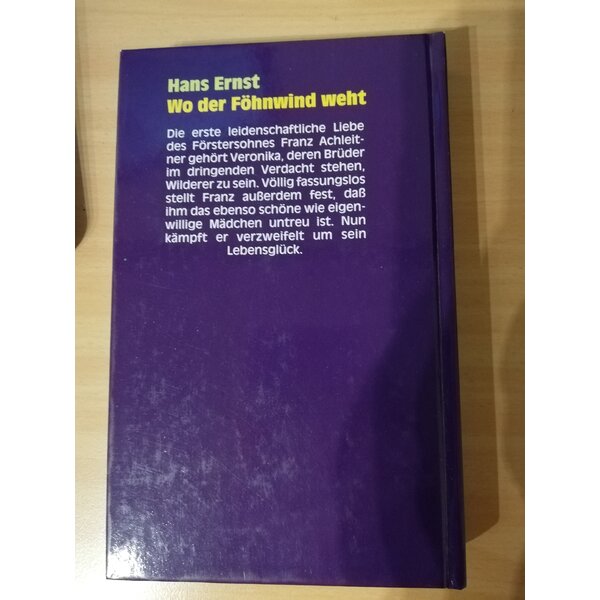 Hans Ernst
Wo der Föhnwind weht
Die erste leidenschaftliche Liebe
des Förstersohnes Franz Achleit-
ner gehört Veronika, deren Brüder
im dringenden Verdacht stehen,
Wilderer zu sein. Völlig fassungslos
stellt Franz außerdem fest, daß
ihm das ebenso schöne wie eigen-
willige Mädchen untreu ist. Nun
kämpft er verzweifelt um sein
Lebensglück.